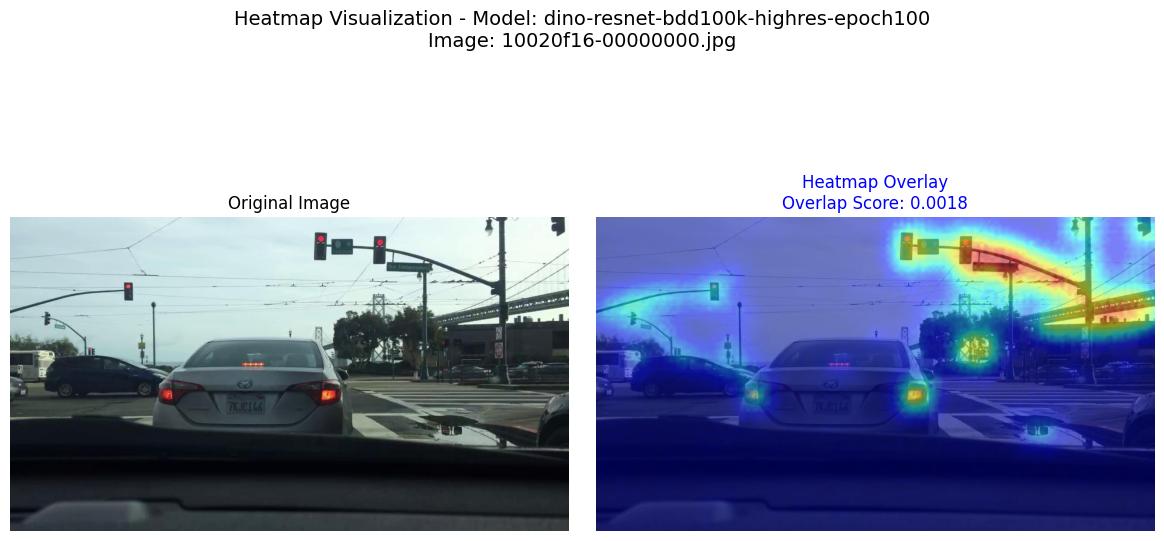 Heatmap Visualization - Model: dino-resnet-bdd100k-highres-epoch100
Image: 10020f16-00000000.jpg
Original Image
Heatmap Overlay
Overlap Score: 0.0018